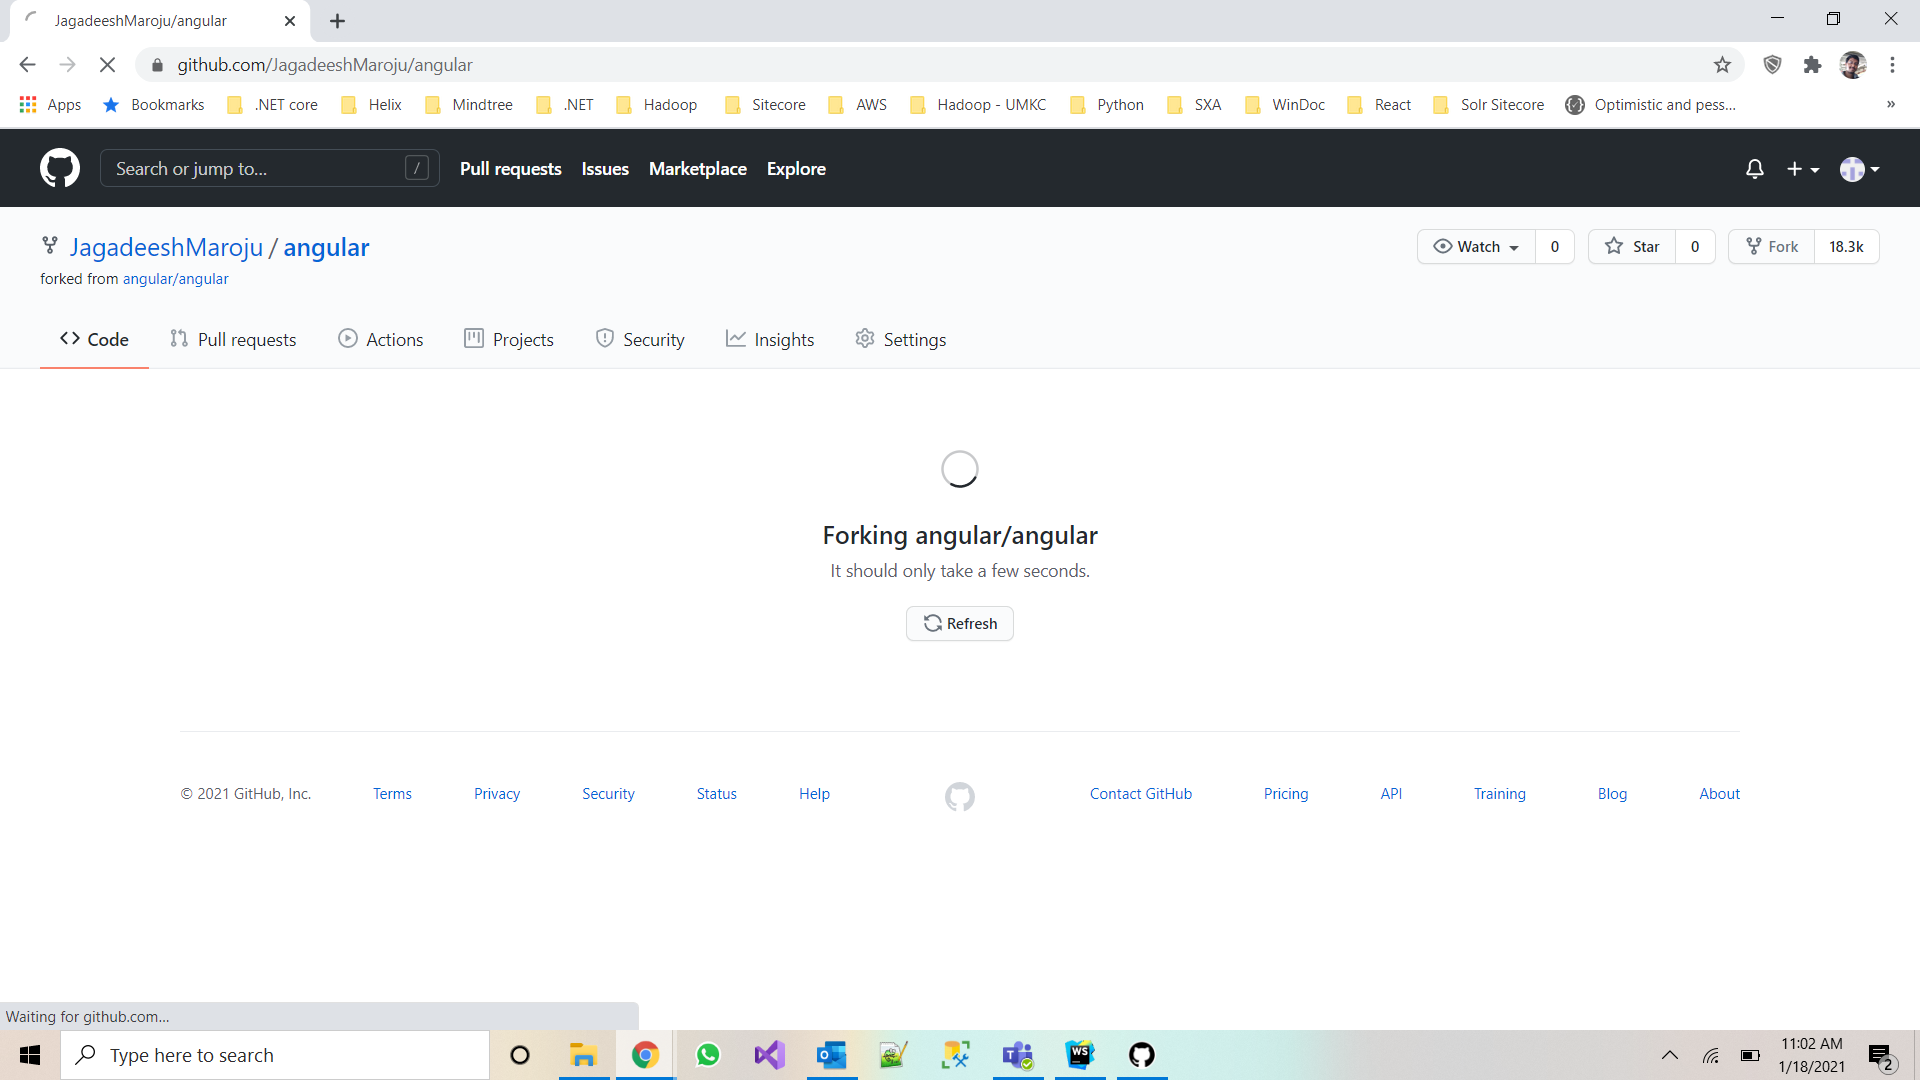 JagadeeshMaroju/angular
github.com/JagadeeshMaroju/angular
Apps Bookmarks .NET core Helix Mindtree .NET Hadoop Sitecore AWS Hadoop - UMKC Python SXA WinDoc React Solr Sitecore Optimistic and pess... »
Search or jump to... / Pull requests Issues Marketplace Explore
JagadeeshMaroju / angular Watch 0 Star 0 Fork 18.3k
forked from angular/angular
Code Pull requests Actions Projects Security Insights Settings
Forking angular/angular
It should only take a few seconds.
Refresh
© 2021 GitHub, Inc. Terms Privacy Security Status Help Contact GitHub Pricing API Training Blog About
Waiting for github.com...
Type here to search
WS
11:02 AM
1/18/2021
2